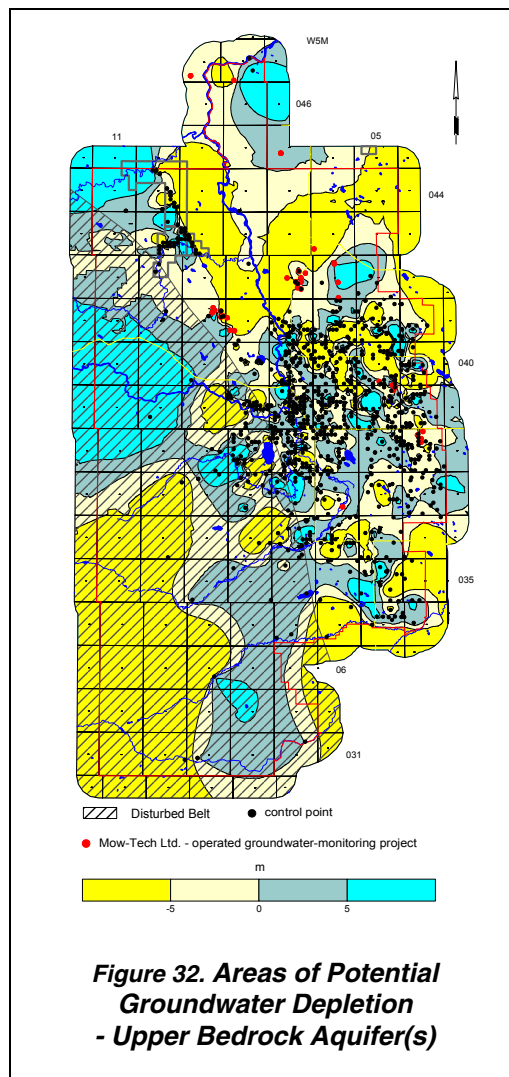 W5M
046
11
05
044
040
035
06
031
Disturbed Belt
control point
Mow-Tech Ltd. - operated groundwater-monitoring project
m
-5
0
5
Figure 32. Areas of Potential
Groundwater Depletion
- Upper Bedrock Aquifer(s)